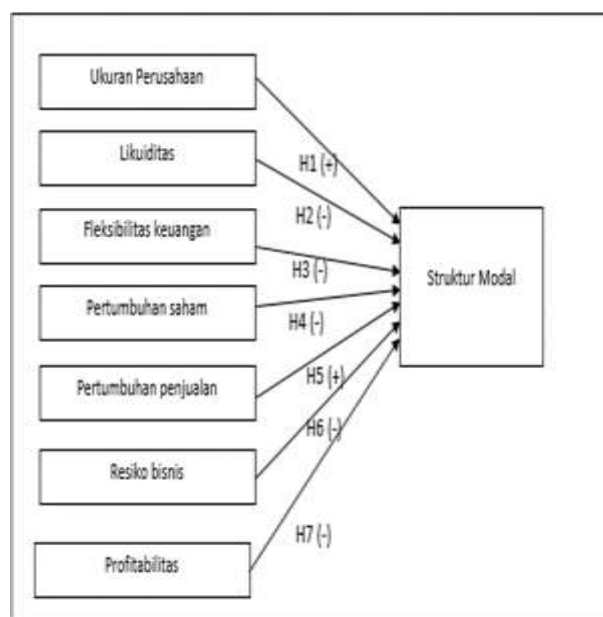 Ukuran Perusahaan
Likuiditas
H1 (+)
H2 (-)
Fleksibilitas keuangan
H3 (-)
Struktur Modal
Pertumbuhan saham
H4 (-)
Pertumbuhan penjualan
H5 (+)
H6 (-)
Resiko bisnis
H7 (-)
Profitabilitas